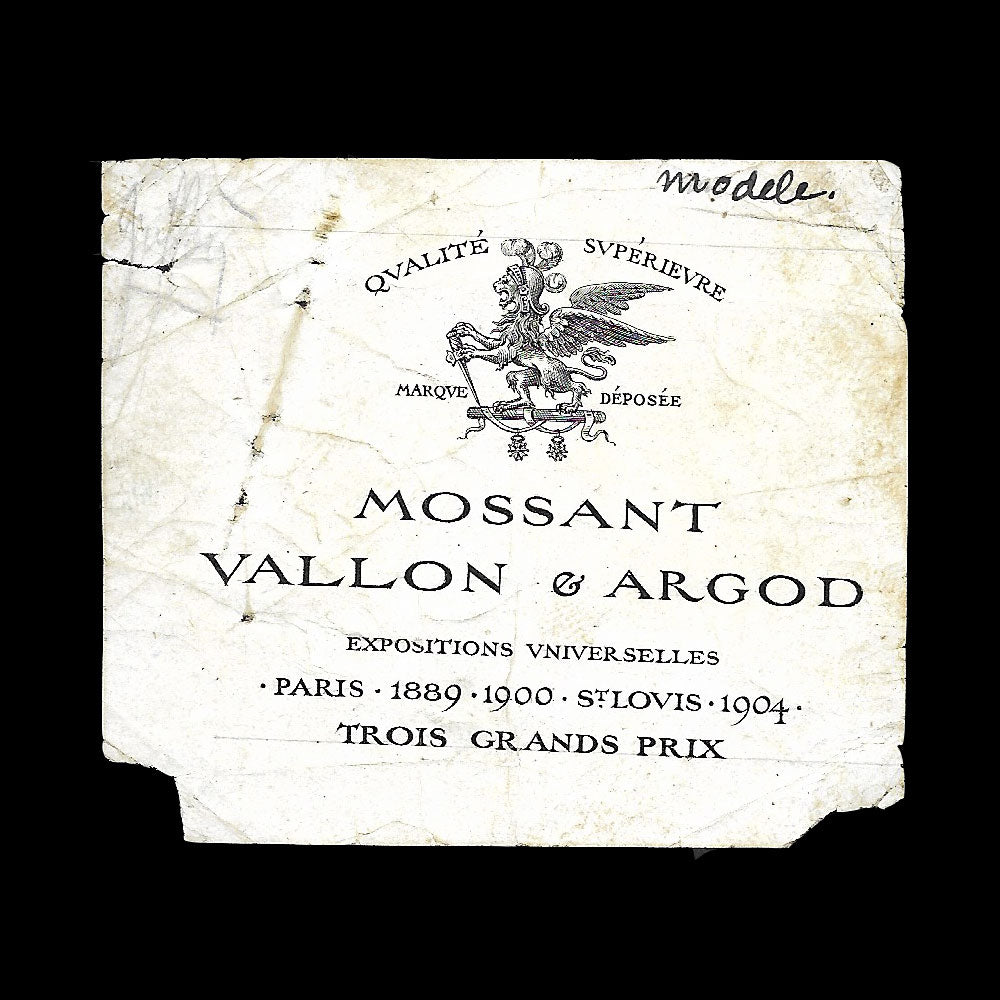 modele.
QVALITÉ SVPÉRIEVRE
MARQVE DÉPOSÉE
MOSSANT
VALLON & ARGOD
EXPOSITIONS VNIVERSELLES
· PARIS · 1889 · 1900 · ST LOVIS · 1904 ·
TROIS GRANDS PRIX